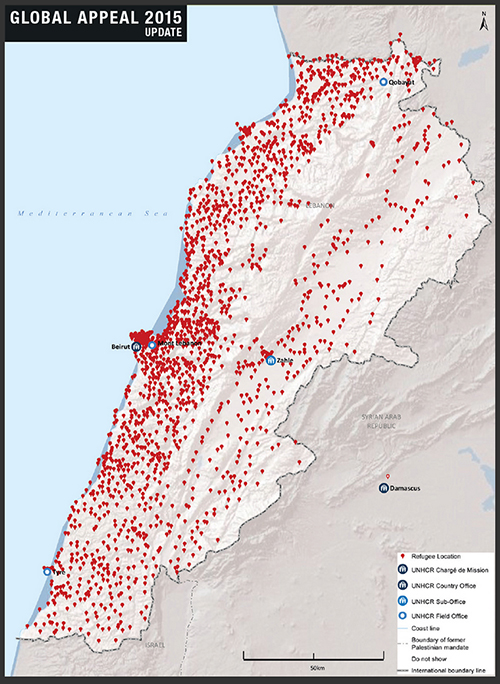 GLOBAL APPEAL 2015
UPDATE
N
Qobayat
LEBANON
Mediterranean Sea
Beirut
Mont Lebanon
Zahle
SYRIAN ARAB
REPUBLIC
Damascus
Tyre
ISRAEL
50km
Refugee Location
UNHCR Chargé de Mission
UNHCR Country Office
UNHCR Sub-Office
UNHCR Field Office
Coast line
Boundary of former
Palestinian mandate
Do not show
International boundary line